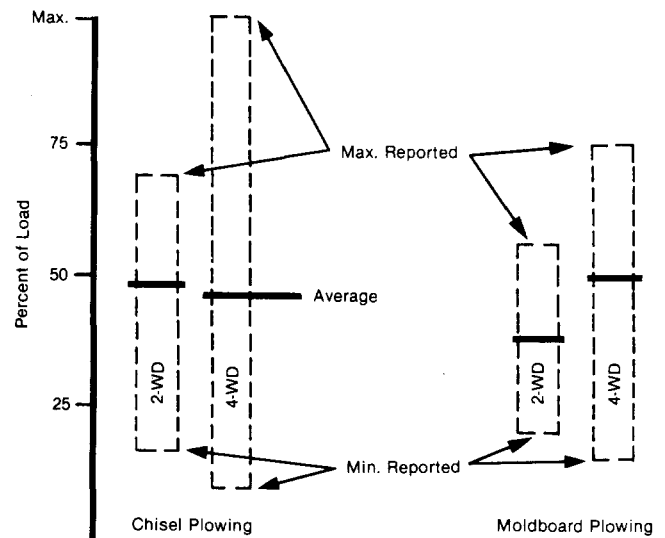 Max.
75
50
25
Percent of Load
Max. Reported
Average
Min. Reported
2-WD
4-WD
2-WD
4-WD
Chisel Plowing
Moldboard Plowing